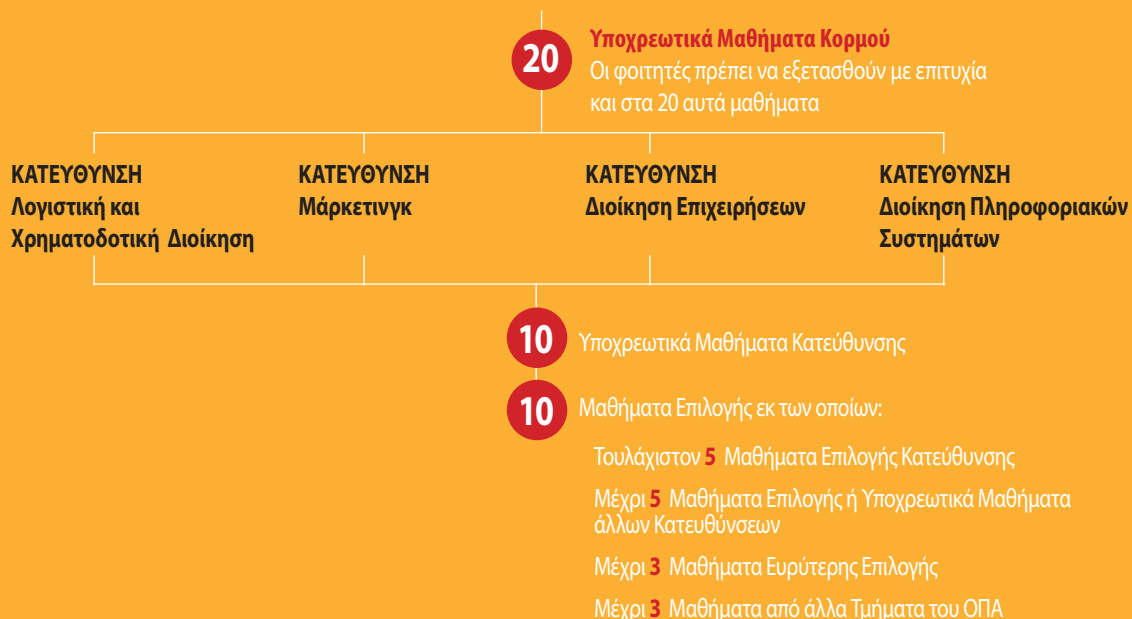 20
Υποχρεωτικά Μαθήματα Κορμού
Οι φοιτητές πρέπει να εξετασθούν με επιτυχία
και στα 20 αυτά μαθήματα
ΚΑΤΕΥΘΥΝΣΗ
Λογιστική και
Χρηματοδοτική Διοίκηση
ΚΑΤΕΥΘΥΝΣΗ
Μάρκετινγκ
ΚΑΤΕΥΘΥΝΣΗ
Διοίκηση Επιχειρήσεων
ΚΑΤΕΥΘΥΝΣΗ
Διοίκηση Πληροφοριακών
Συστημάτων
10
Υποχρεωτικά Μαθήματα Κατεύθυνσης
10
Μαθήματα Επιλογής εκ των οποίων:
Τουλάχιστον 5 Μαθήματα Επιλογής Κατεύθυνσης
Μέχρι 5 Μαθήματα Επιλογής ή Υποχρεωτικά Μαθήματα
άλλων Κατευθύνσεων
Μέχρι 3 Μαθήματα Ευρύτερης Επιλογής
Μέχρι 3 Μαθήματα από άλλα Τμήματα του ΟΠΑ